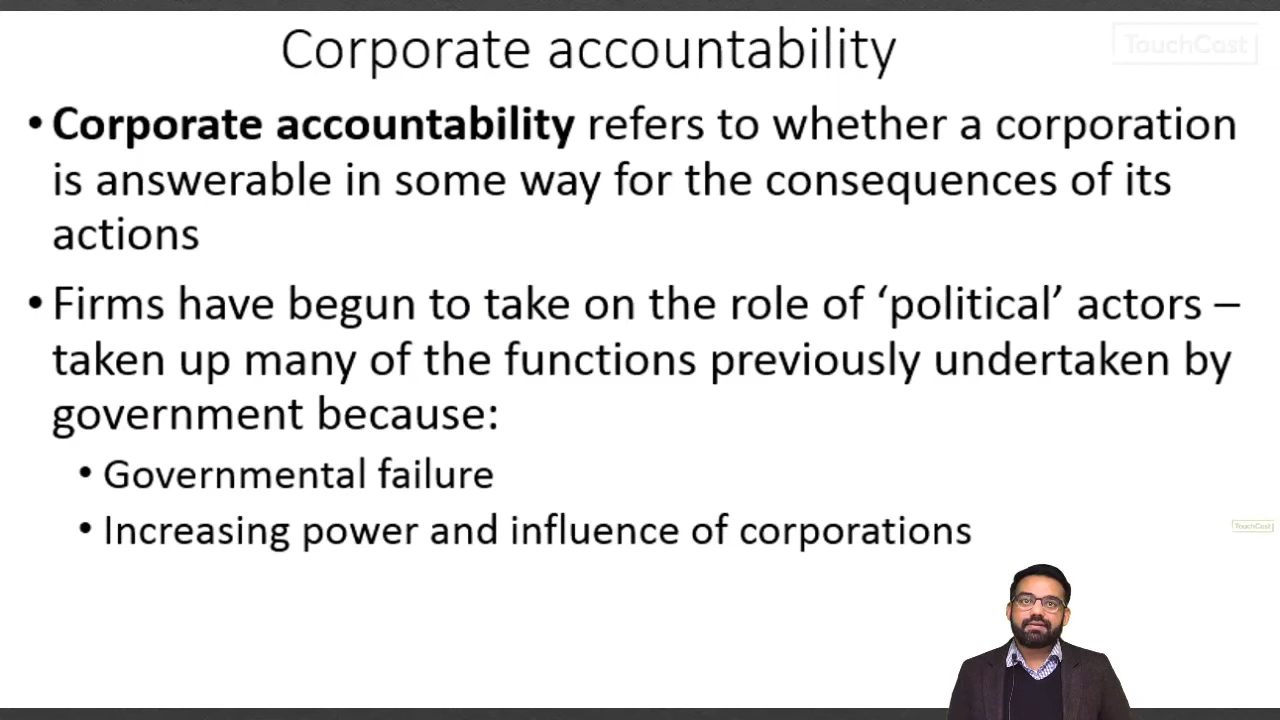 Corporate accountability
TouchCast
• Corporate accountability refers to whether a corporation
is answerable in some way for the consequences of its
actions
• Firms have begun to take on the role of ‘political’ actors –
taken up many of the functions previously undertaken by
government because:
• Governmental failure
• Increasing power and influence of corporations
TouchCast